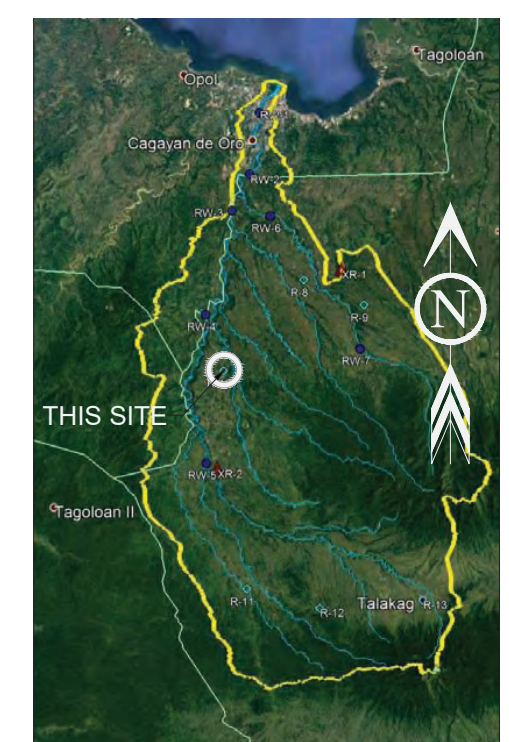 Tagoloan
Opol
Cagayan de Oro
RW-2
RW-3
RW-6
XR-1
R-8
R-9
N
RW-4
RW-7
THIS SITE
RW-5
XR-2
Tagoloan II
R-11
R-12
Talakag
R-13